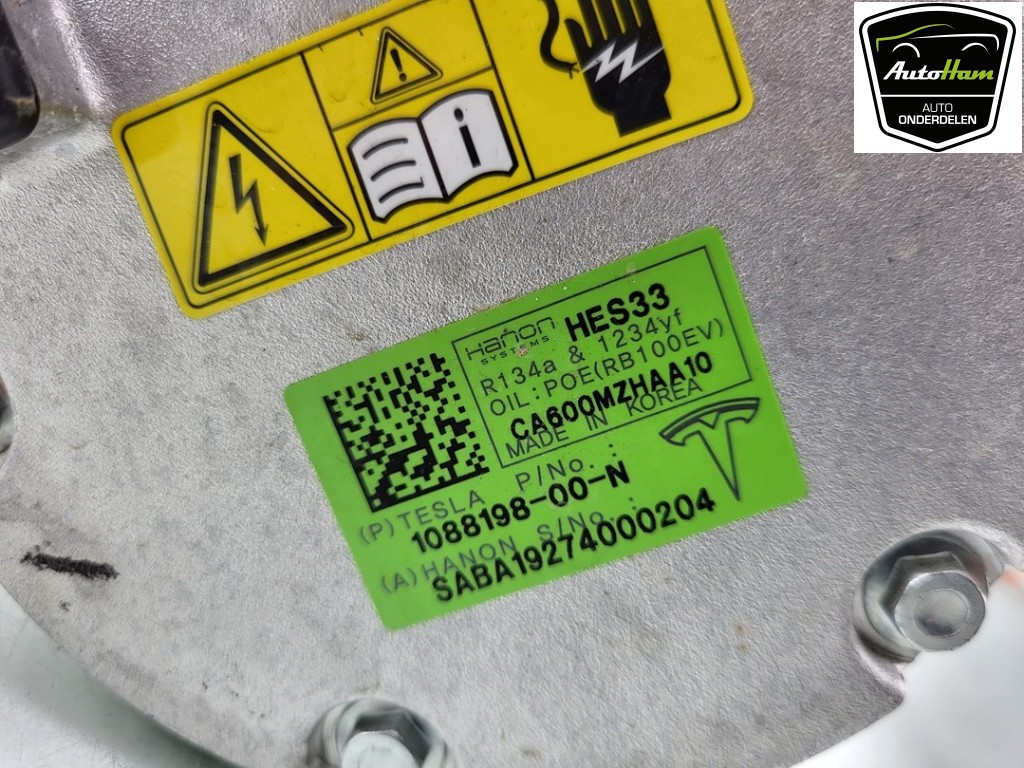 AutoHam
AUTO
ONDERDELEN
i
Hanon
SYSTEMS
HES33
R134a & 1234yf
OIL:POE(RB100EV)
CA600MZHAA10
MADE IN KOREA
(P) TESLA P/No. :
1088198-00-N
(A) HANON S/No. :
SABA19274000204